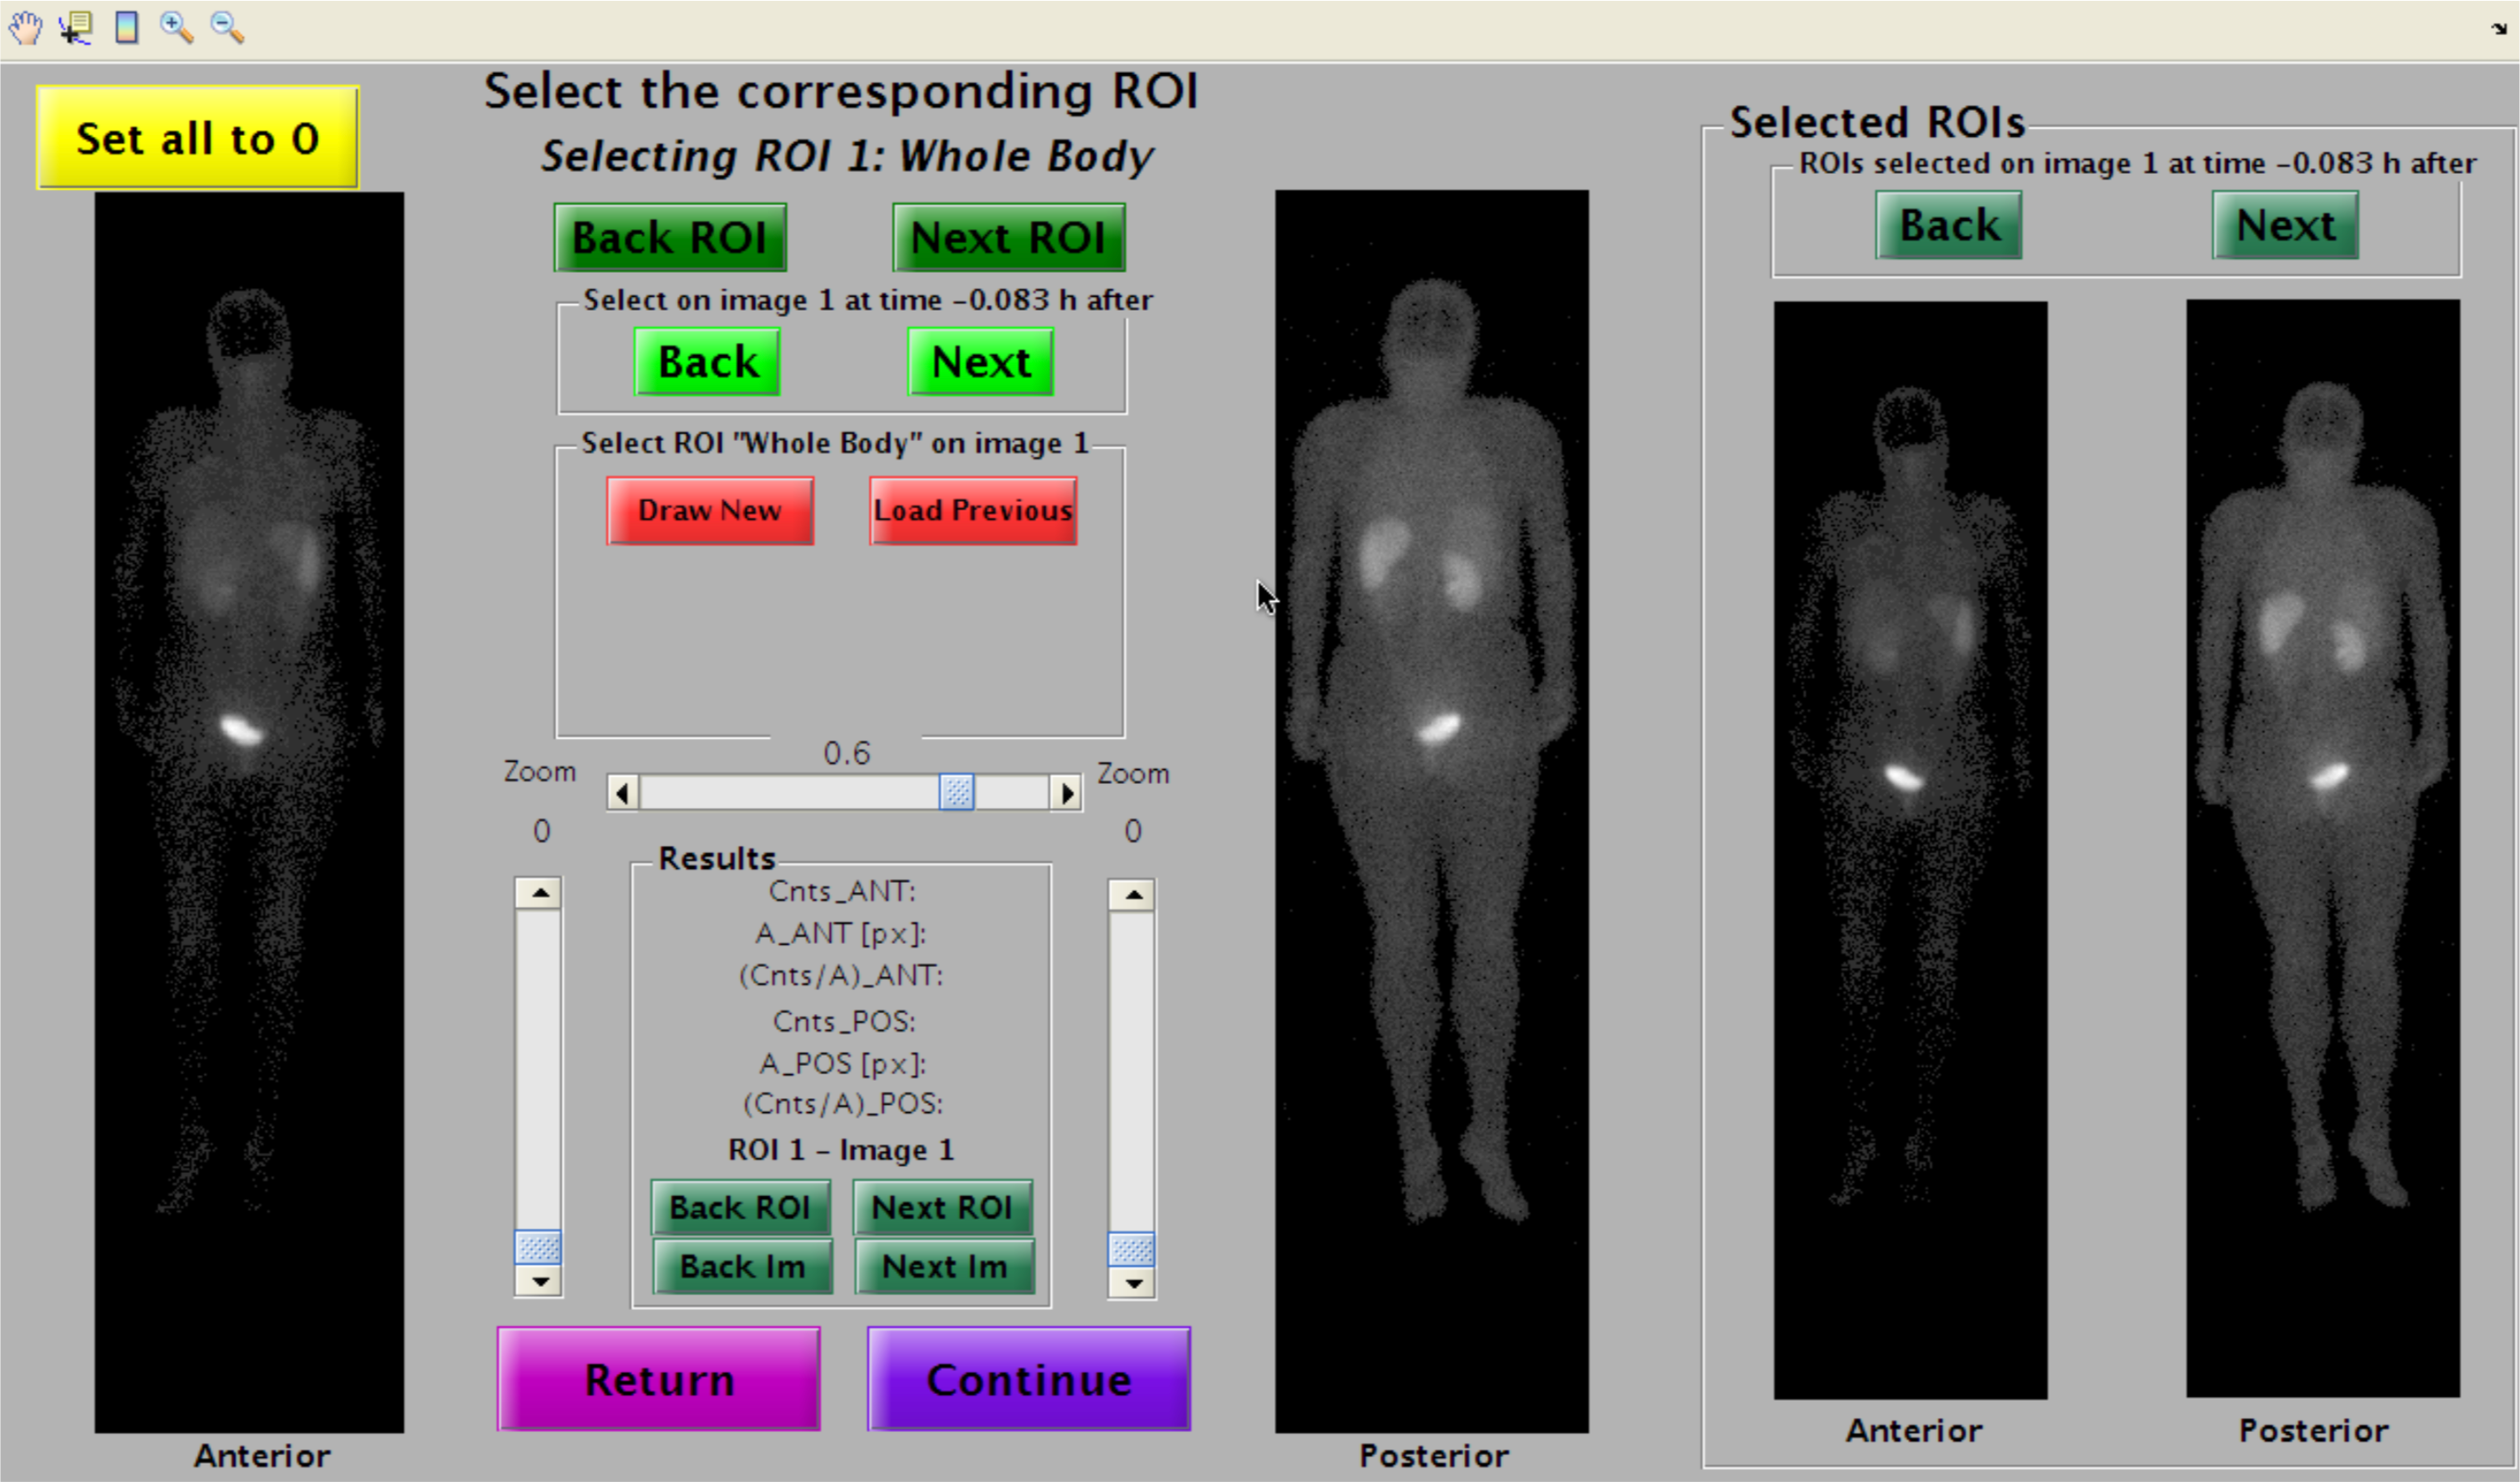 Set all to 0
Select the corresponding ROI
Selecting ROI 1: Whole Body
Back ROI
Next ROI
Select on image 1 at time -0.083 h after
Back
Next
Select ROI "Whole Body" on image 1
Draw New
Load Previous
0.6
Zoom
Zoom
0
0
Results
Cnts_ANT:
A_ANT [px]:
(Cnts/A)_ANT:
Cnts_POS:
A_POS [px]:
(Cnts/A)_POS:
ROI 1 - Image 1
Back ROI
Next ROI
Back Im
Next Im
Return
Continue
Anterior
Posterior
Selected ROIs
ROIs selected on image 1 at time -0.083 h after
Back
Next
Anterior
Posterior